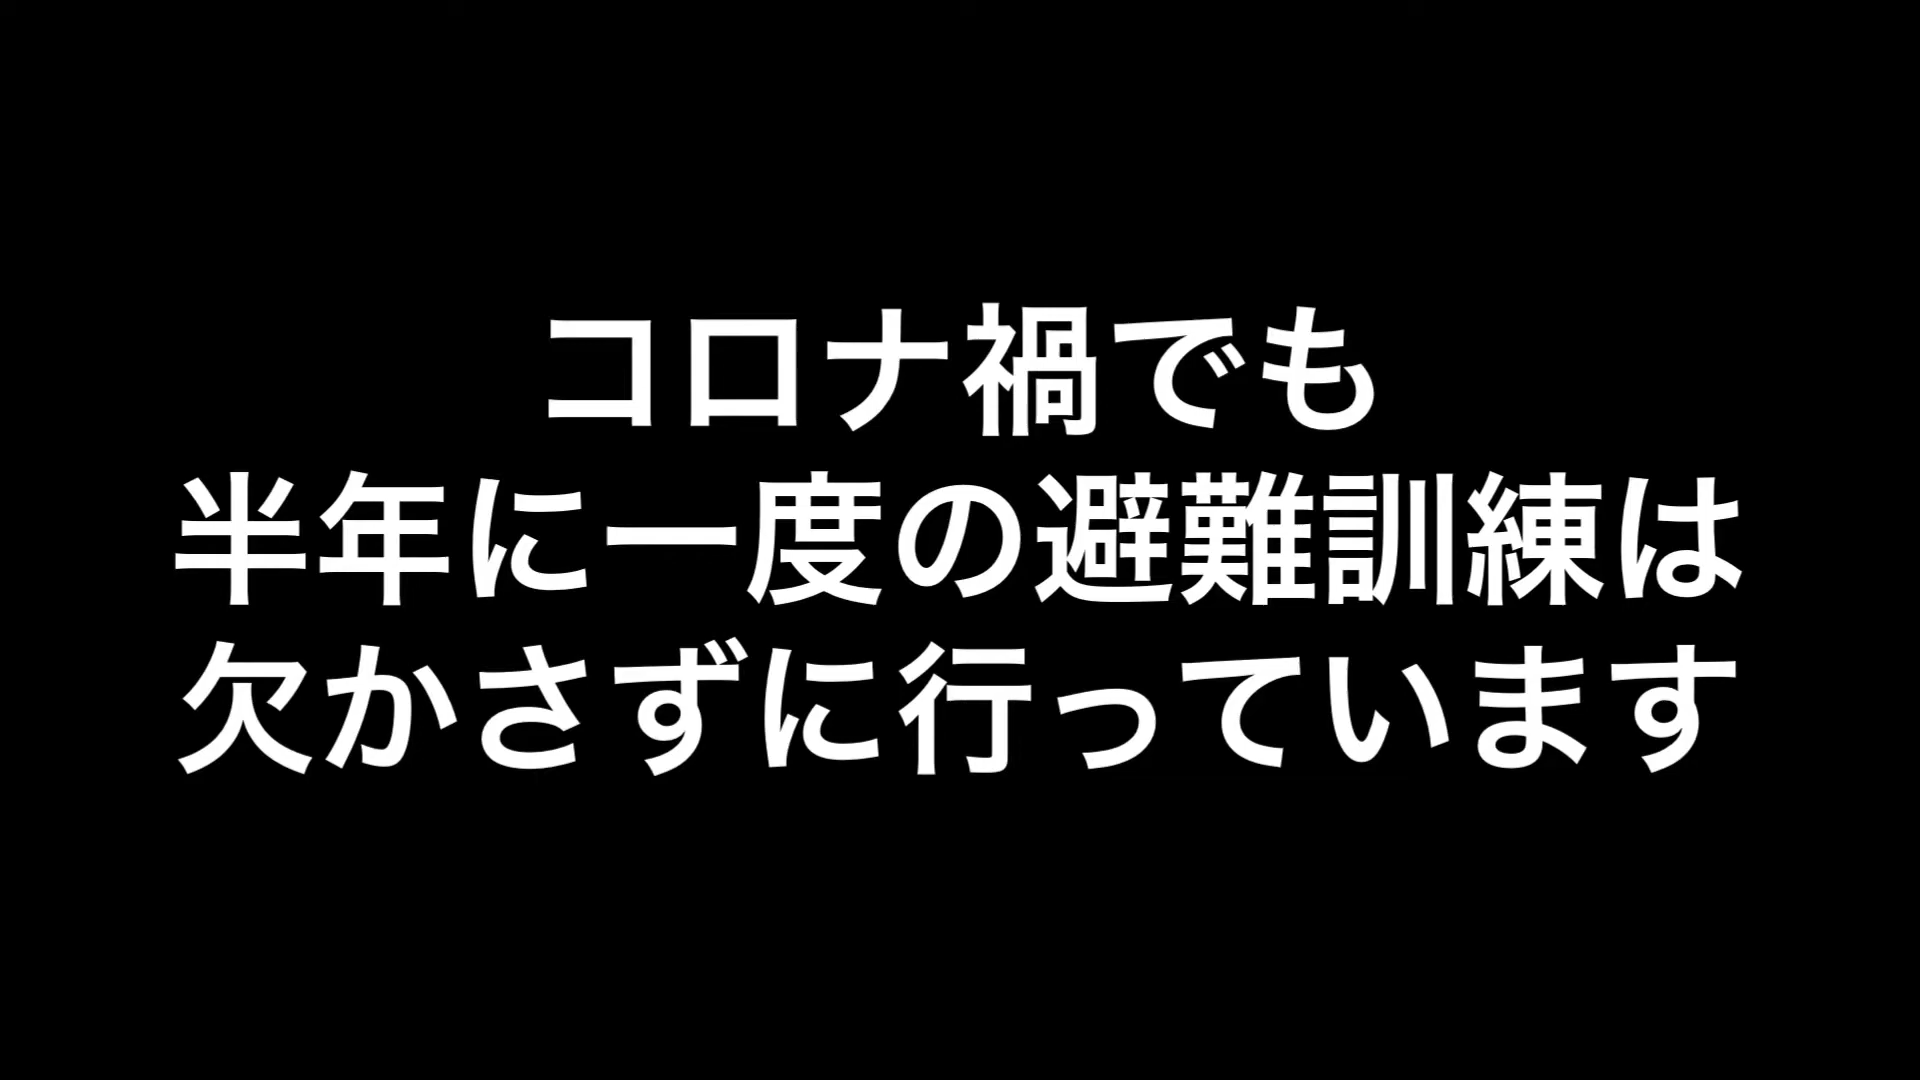 コロナ禍でも
半年に一度の避難訓練は
欠かさずに行っています